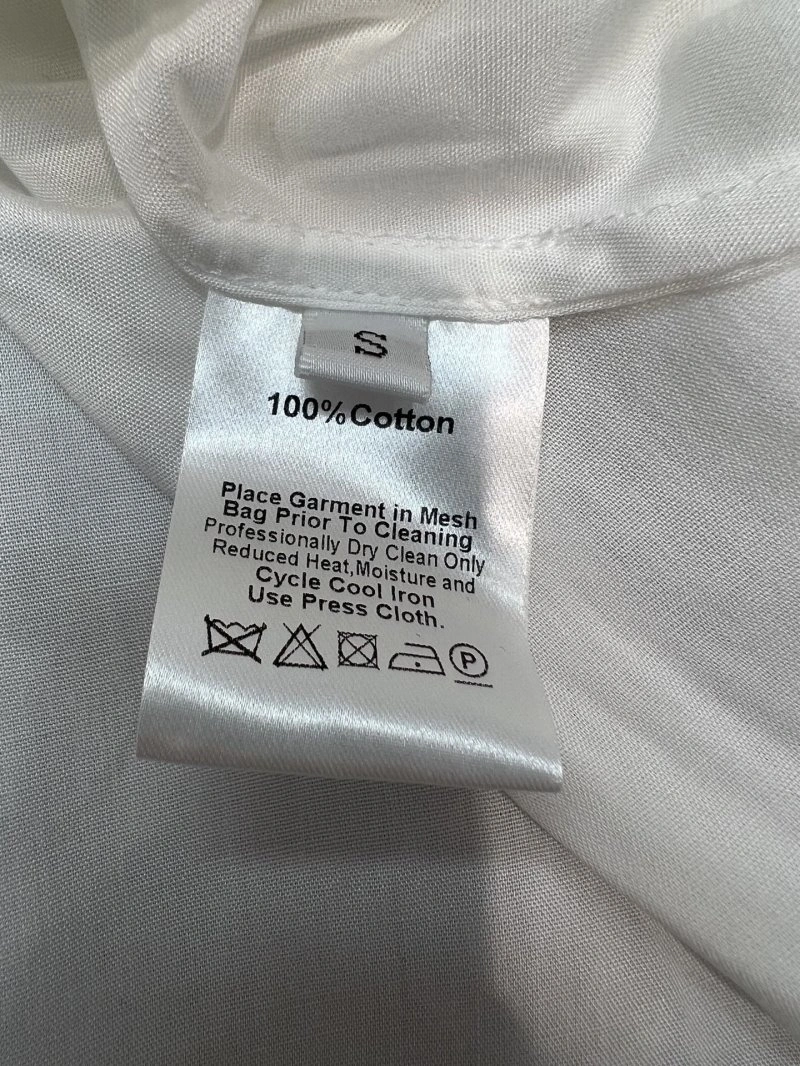 S
100%Cotton
Place Garment in Mesh
Bag Prior To Cleaning
Professionally Dry Clean Only
Reduced Heat,Moisture and
Cycle Cool Iron
Use Press Cloth.
P